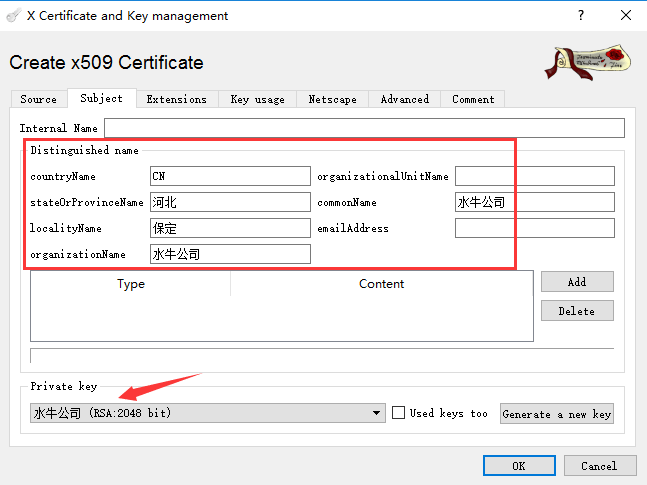 X Certificate and Key management
Create x509 Certificate
Source Subject Extensions Key usage Netscape Advanced Comment
Internal Name
Distinguished name
countryName CN organizationalUnitName
stateOrProvinceName 河北 commonName 水牛公司
localityName 保定 emailAddress
organizationName 水牛公司
Type Content
Add
Delete
Private key
水牛公司 (RSA:2048 bit) Used keys too Generate a new key
OK Cancel